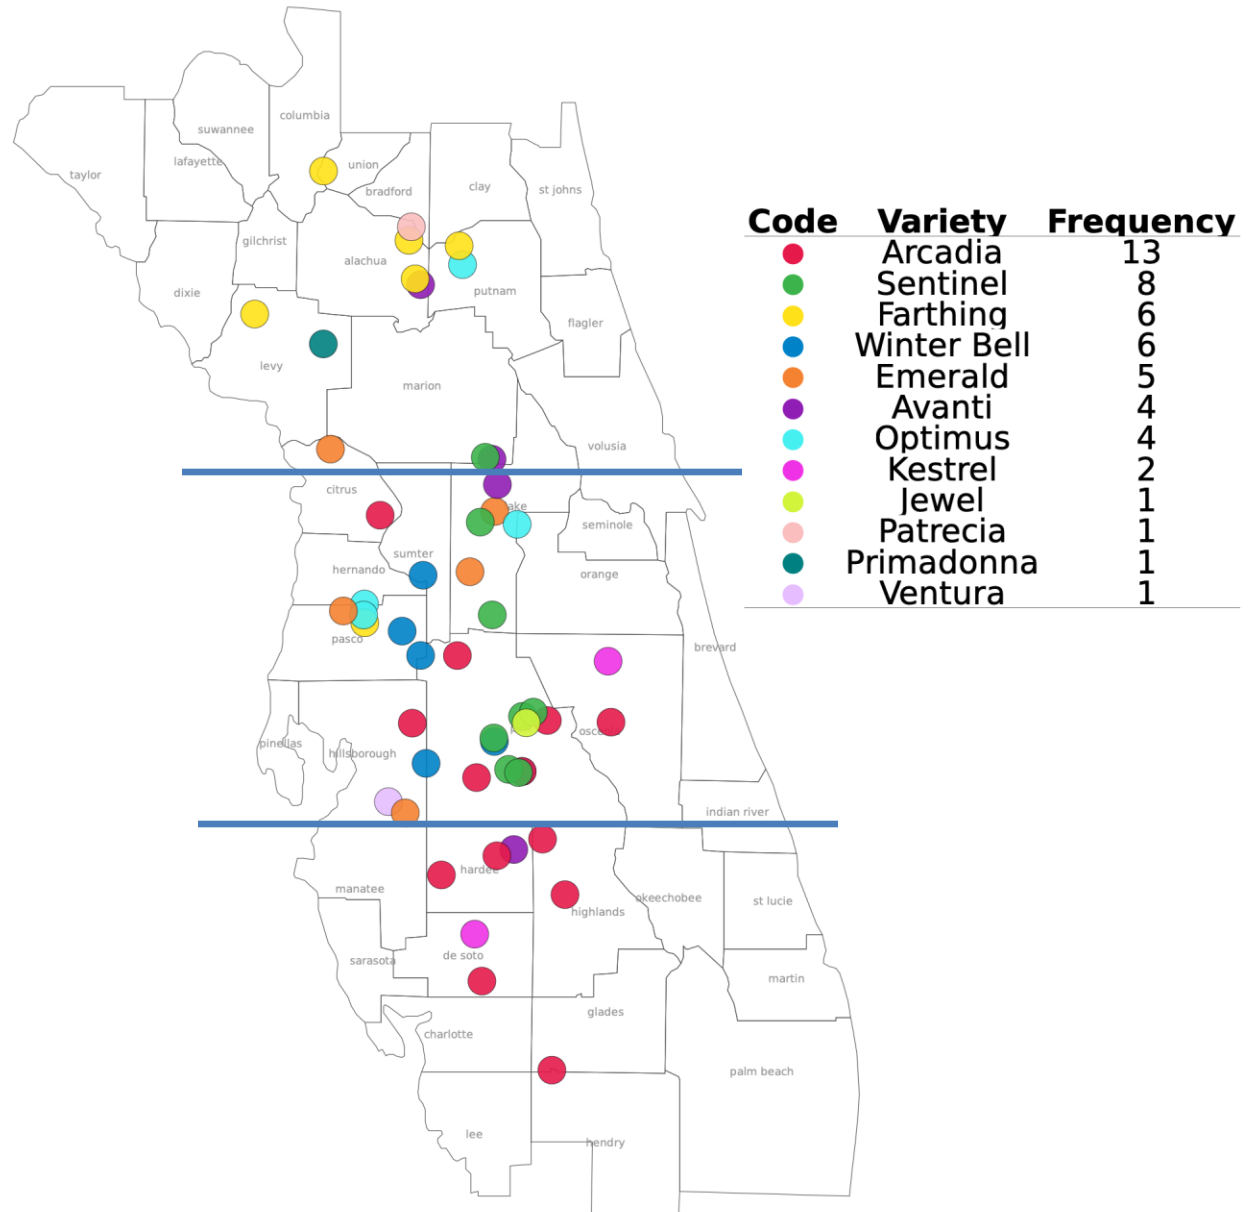 columbia
suwannee
lafayette
union
taylor
bradford
clay
st johns
gilchrist
alachua
dixie
putnam
flagler
levy
marion
volusia
citrus
seminole
sumter
hernando
orange
pasco
brevard
pinellas
hillsborough
indian river
hardee
manatee
okeechobee
st lucie
highlands
de soto
sarasota
martin
glades
charlotte
palm beach
lee
hendry
Code Variety Frequency
Arcadia 13
Sentinel 8
Farthing 6
Winter Bell 6
Emerald 5
Avanti 4
Optimus 4
Kestrel 2
Jewel 1
Patrecia 1
Primadonna 1
Ventura 1